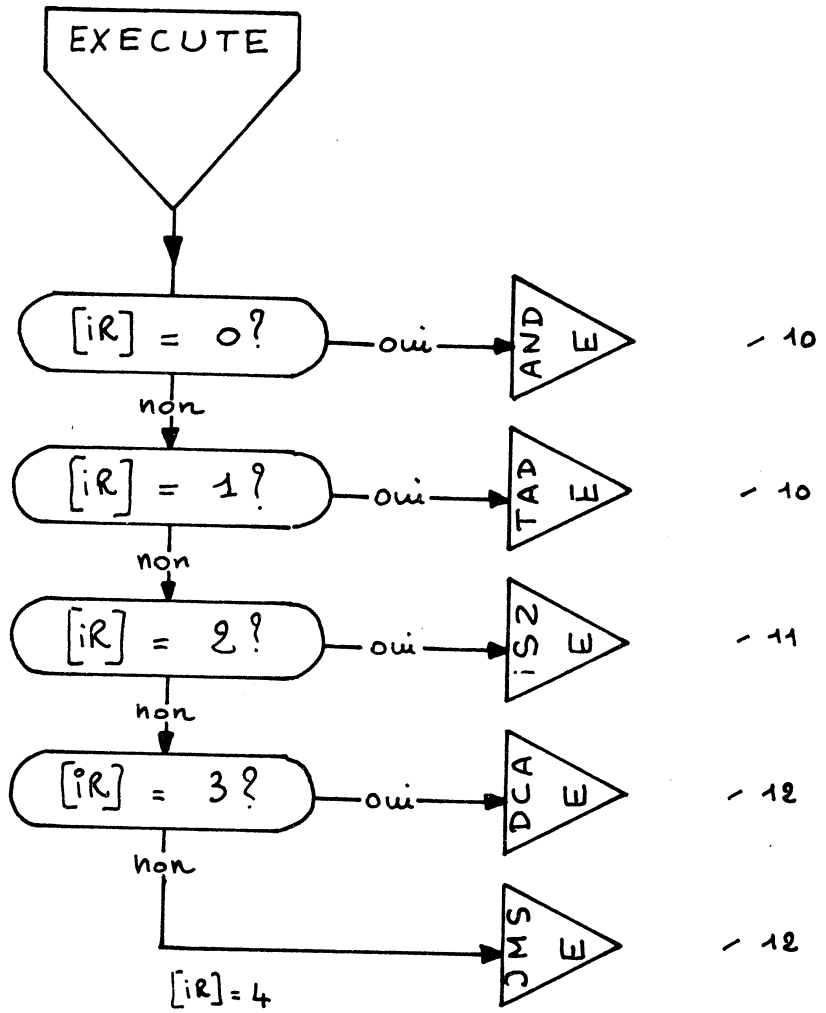 EXECUTE
[iR] = 0?
oui
AND
E
- 10
non
[iR] = 1?
oui
TAD
E
- 10
non
[iR] = 2?
oui
iSZ
E
- 11
non
[iR] = 3?
oui
DCA
E
- 12
non
JMS
E
- 12
[iR] = 4